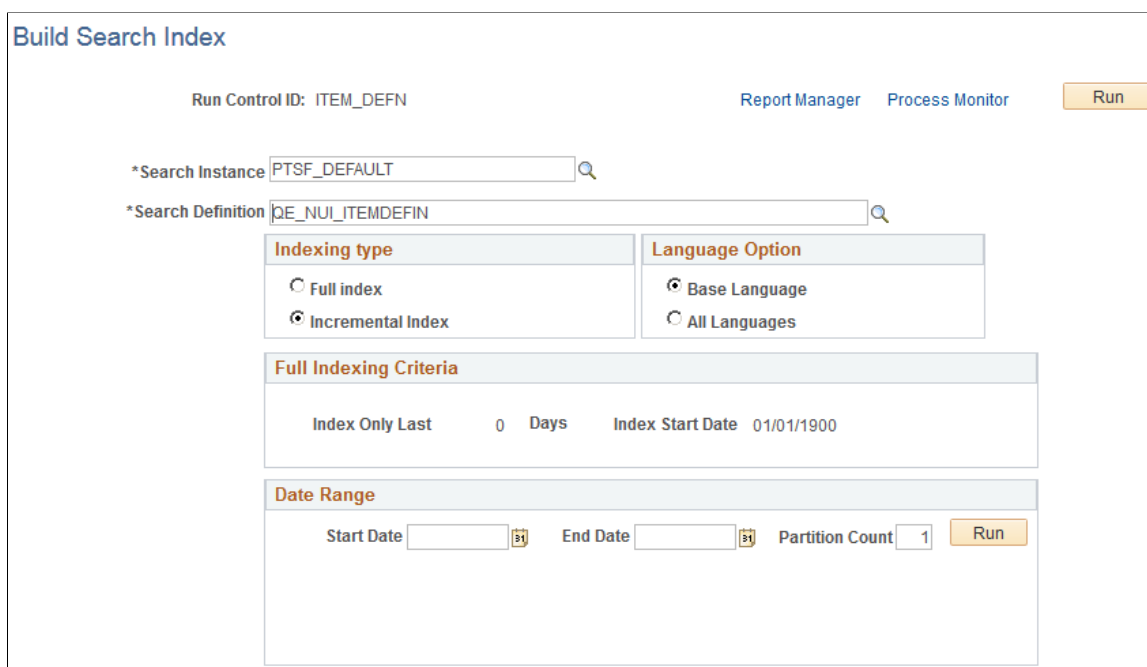 Build Search Index
Run Control ID: ITEM_DEFN Report Manager Process Monitor Run
*Search Instance PTSF_DEFAULT
*Search Definition QE_NUI_ITEMDEFIN
Indexing type Language Option
Full index Base Language
Incremental Index All Languages
Full Indexing Criteria
Index Only Last 0 Days Index Start Date 01/01/1900
Date Range
Start Date 31 End Date 31 Partition Count 1 Run